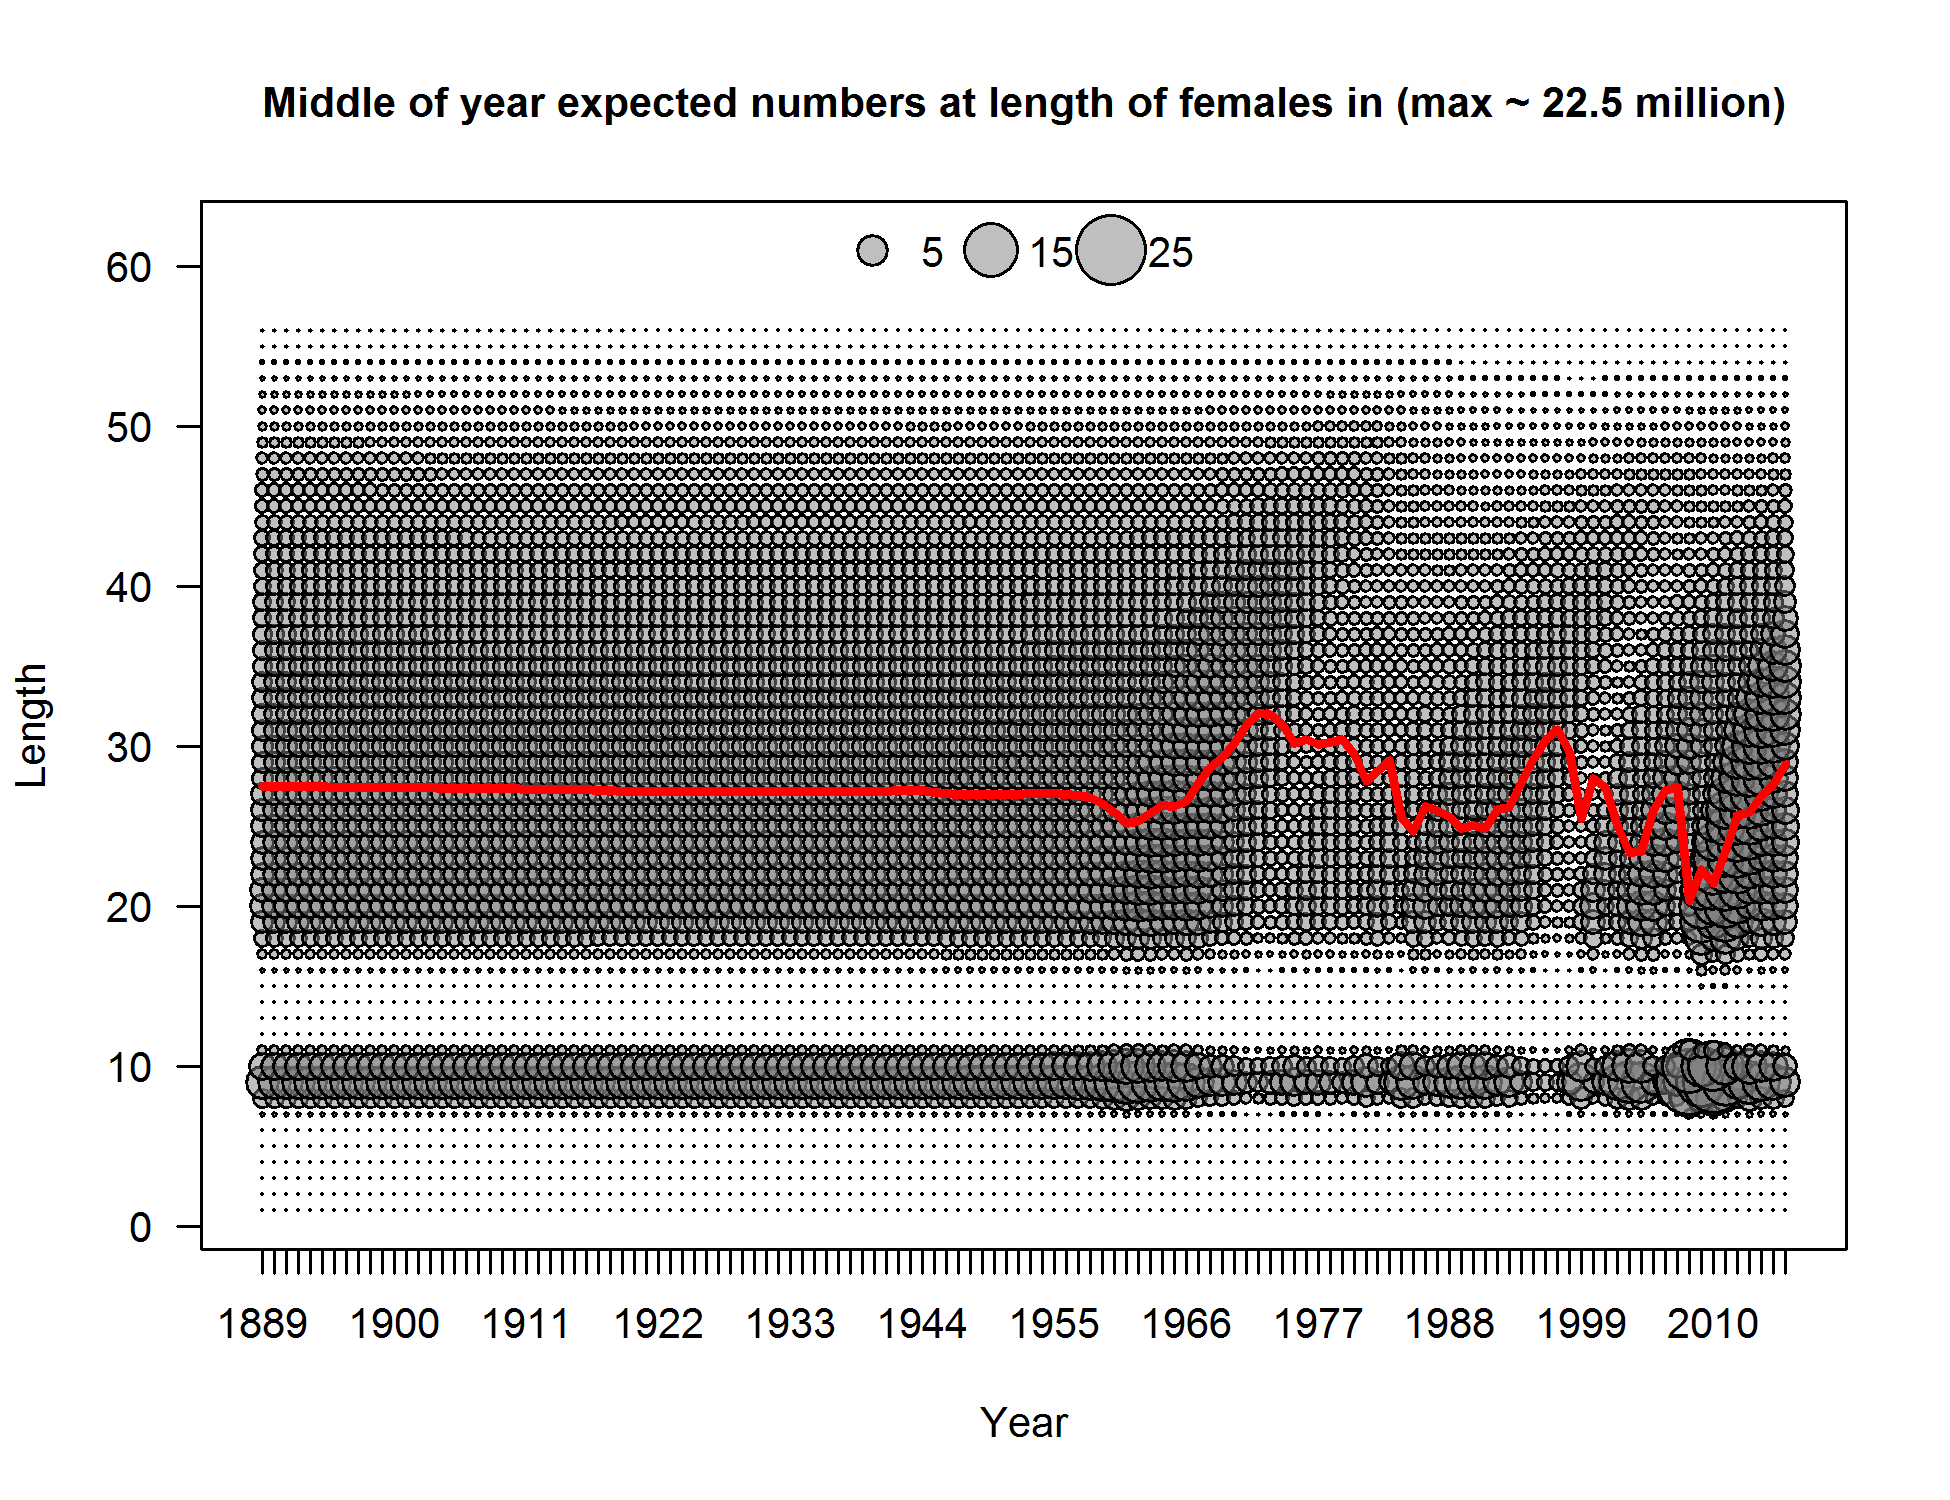 Middle of year expected numbers at length of females in (max ~ 22.5 million)
5 15 25
60
50
40
30
20
10
0
Length
1889 1900 1911 1922 1933 1944 1955 1966 1977 1988 1999 2010
Year